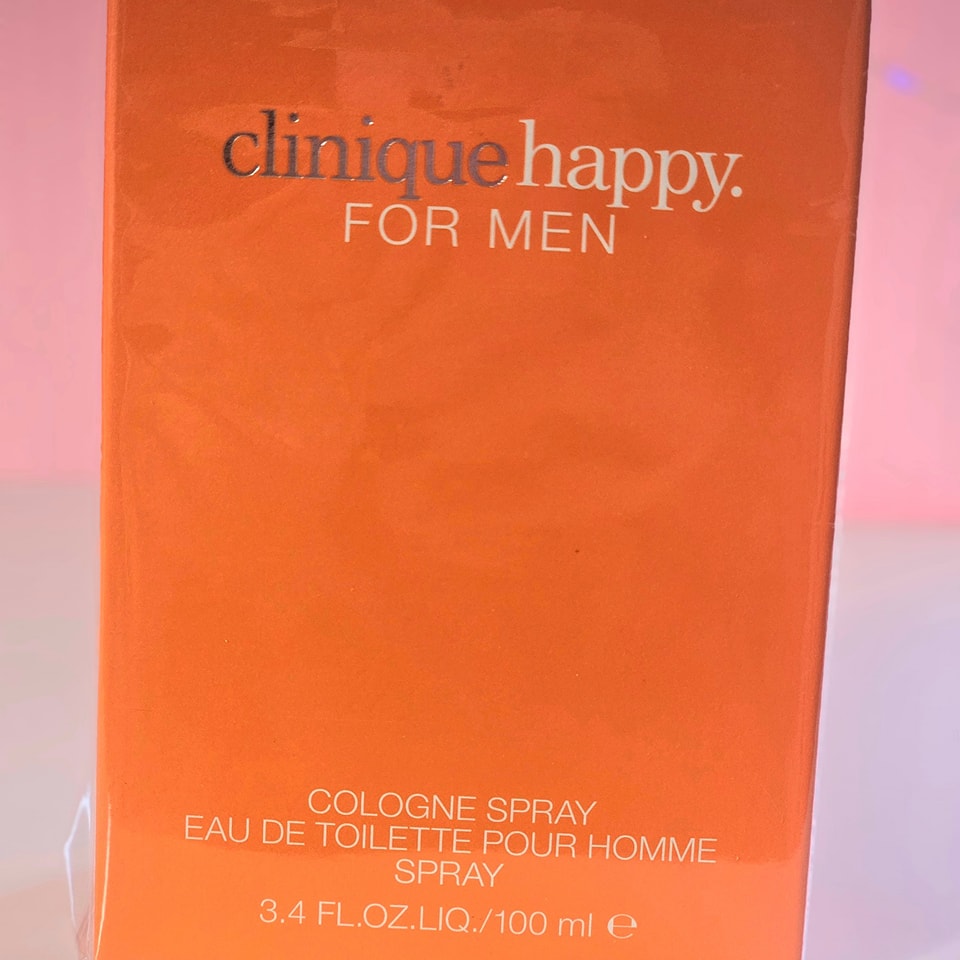 clinique happy.
FOR MEN
COLOGNE SPRAY
EAU DE TOILETTE POUR HOMME
SPRAY
3.4 FL.OZ.LIQ./100 ml ℮